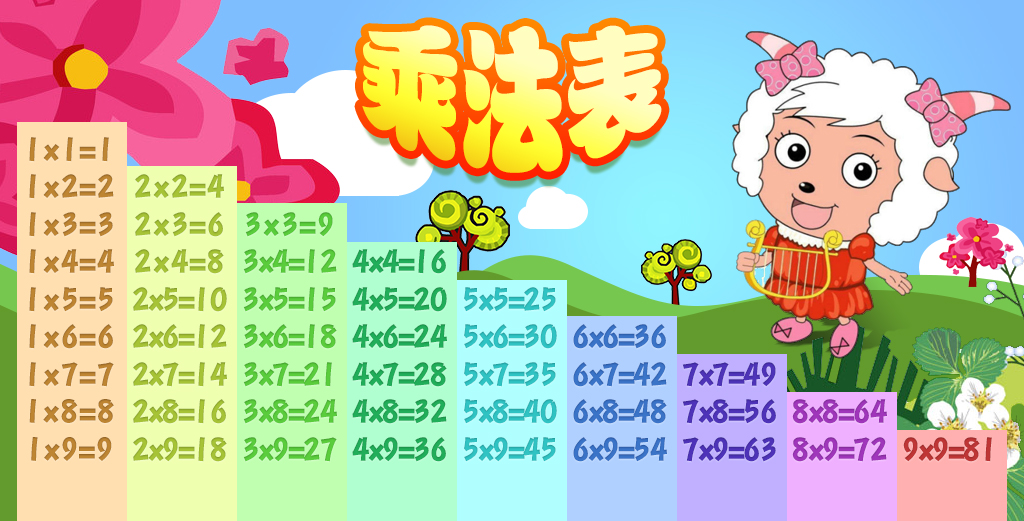 乘法表
1x1=1
1x2=2 2x2=4
1x3=3 2x3=6 3x3=9
1x4=4 2x4=8 3x4=12 4x4=16
1x5=5 2x5=10 3x5=15 4x5=20 5x5=25
1x6=6 2x6=12 3x6=18 4x6=24 5x6=30 6x6=36
1x7=7 2x7=14 3x7=21 4x7=28 5x7=35 6x7=42 7x7=49
1x8=8 2x8=16 3x8=24 4x8=32 5x8=40 6x8=48 7x8=56 8x8=64
1x9=9 2x9=18 3x9=27 4x9=36 5x9=45 6x9=54 7x9=63 8x9=72 9x9=81